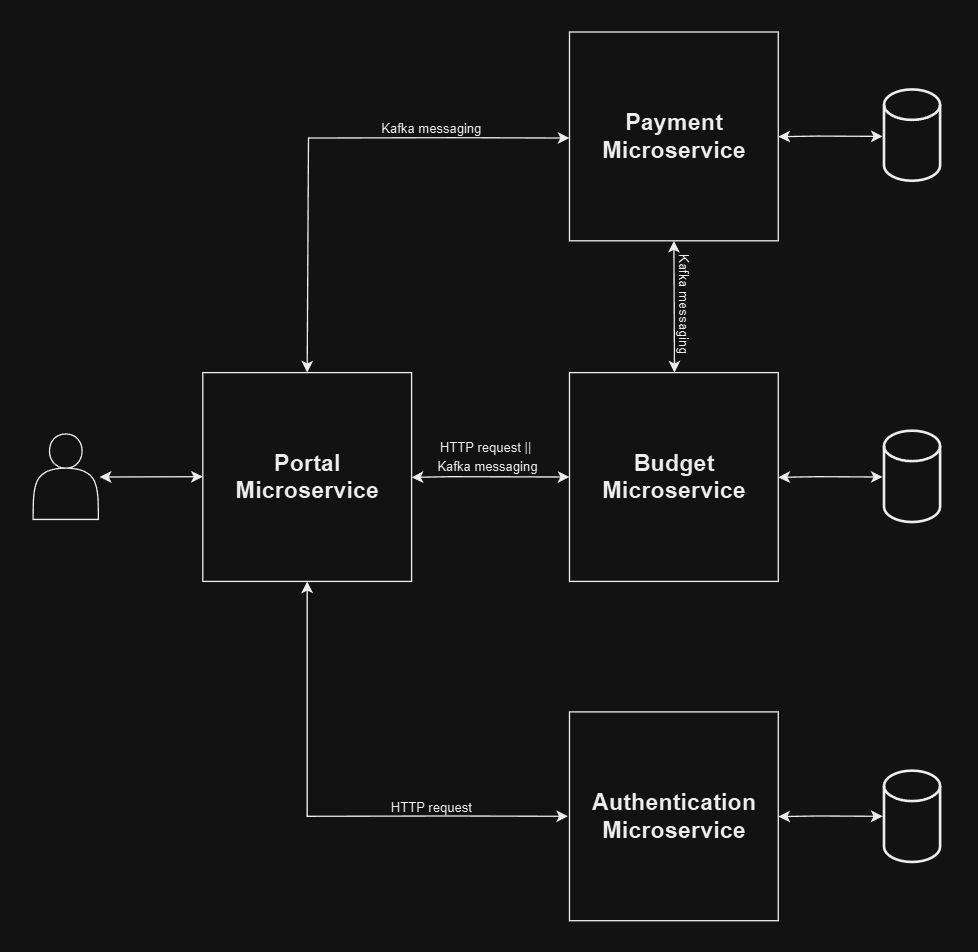 Kafka messaging
Payment
Microservice
Kafka messaging
Portal
Microservice
HTTP request ||
Kafka messaging
Budget
Microservice
HTTP request
Authentication
Microservice